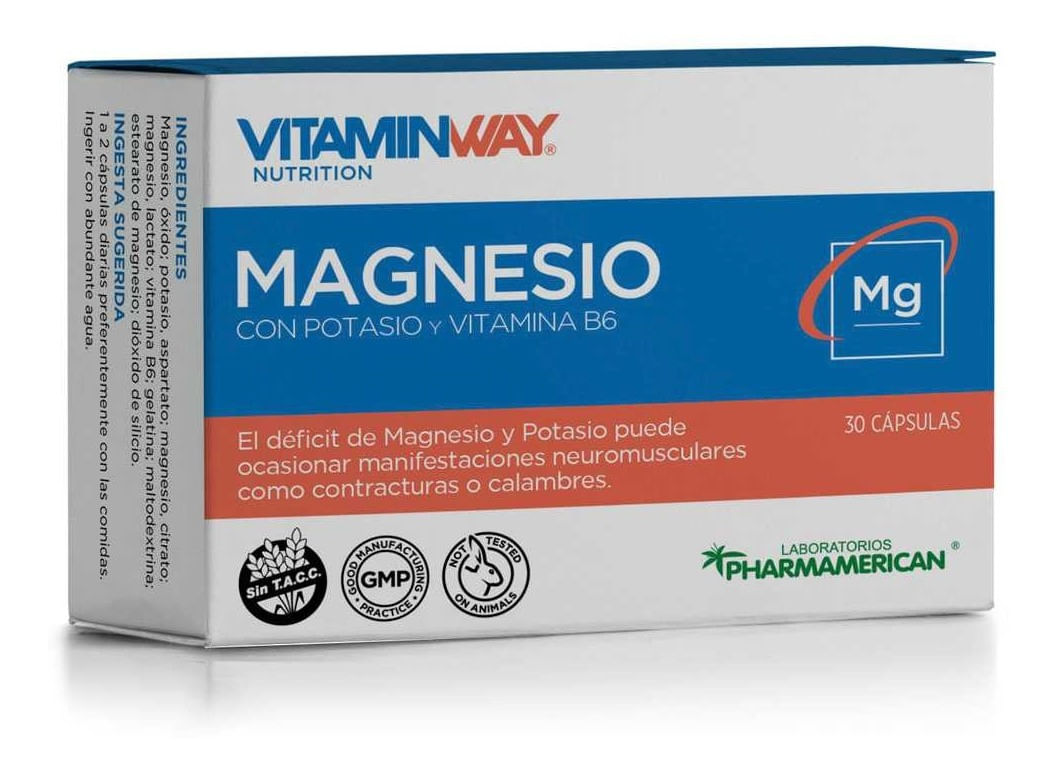 VITAMINWAY®
NUTRITION
MAGNESIO
CON POTASIO Y VITAMINA B6
Mg
El déficit de Magnesio y Potasio puede
ocasionar manifestaciones neuromusculares
como contracturas o calambres.
30 CÁPSULAS
Sin T.A.C.C.
GOOD MANUFACTURING
GMP
• PRACTICE •
NOT TESTED
ON ANIMALS
LABORATORIOS
PHARMAMERICAN®
INGREDIENTES
Magnesio, óxido; potasio, aspartato; magnesio, citrato;
magnesio, lactato; vitamina B6; gelatina; maltodextrina;
estearato de magnesio; dióxido de silicio.
INGESTA SUGERIDA
1 a 2 cápsulas diarias preferentemente con las comidas.
Ingerir con abundante agua.